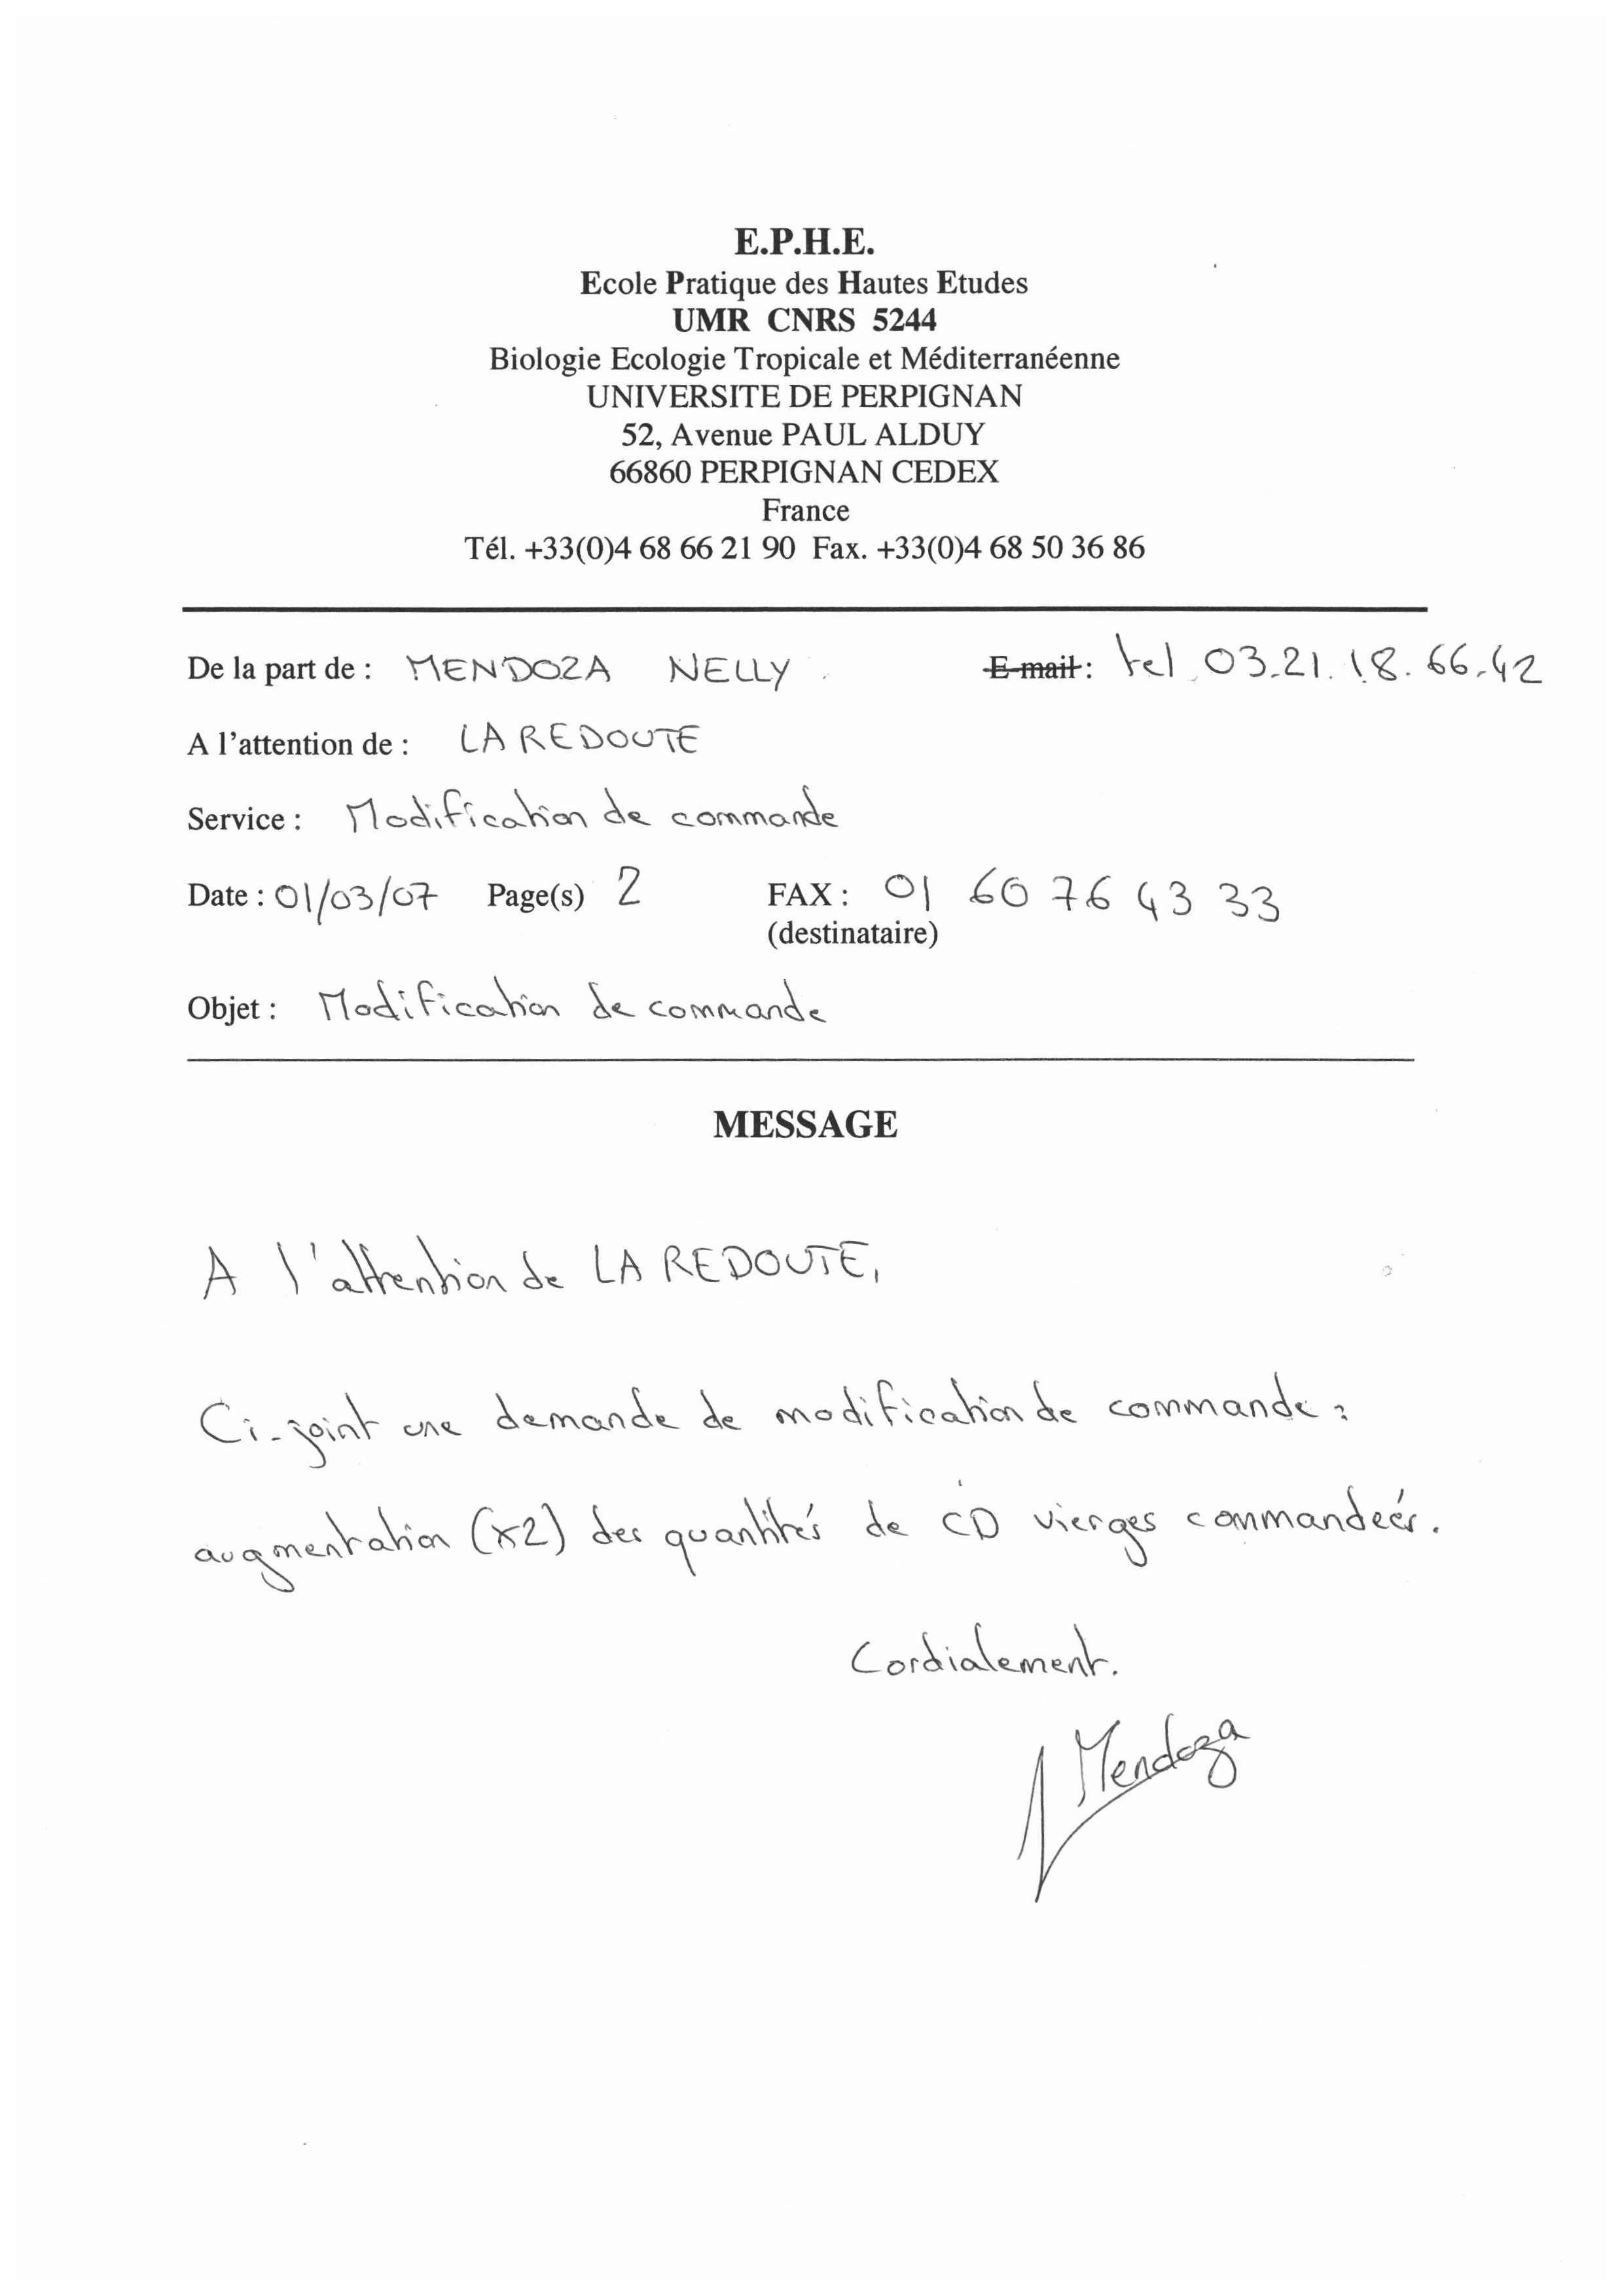 E.P.H.E.
Ecole Pratique des Hautes Etudes
UMR CNRS 5244
Biologie Ecologie Tropicale et Méditerranéenne
UNIVERSITE DE PERPIGNAN
52, Avenue PAUL ALDUY
66860 PERPIGNAN CEDEX
France
Tél. +33(0)4 68 66 21 90 Fax. +33(0)4 68 50 36 86
De la part de : MENDOZA NELLY E-mail : tel 03.21.18.66.42
A l'attention de : LA REDOUTE
Service : Modification de commande
Date : 01/03/07 Page(s) 2 FAX : 01 60 76 43 33
(destinataire)
Objet : Modification de commande
MESSAGE
A l'attention de LA REDOUTE,
Ci-joint une demande de modification de commande :
augmentation (x2) des quantités de CD vierges commandeés.
Cordialement.
Mendoza